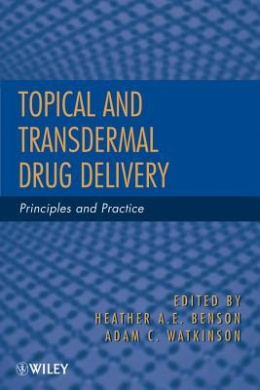 TOPICAL AND
TRANSDERMAL
DRUG DELIVERY
Principles and Practice
EDITED BY
HEATHER A.E. BENSON
ADAM C. WATKINSON
WILEY